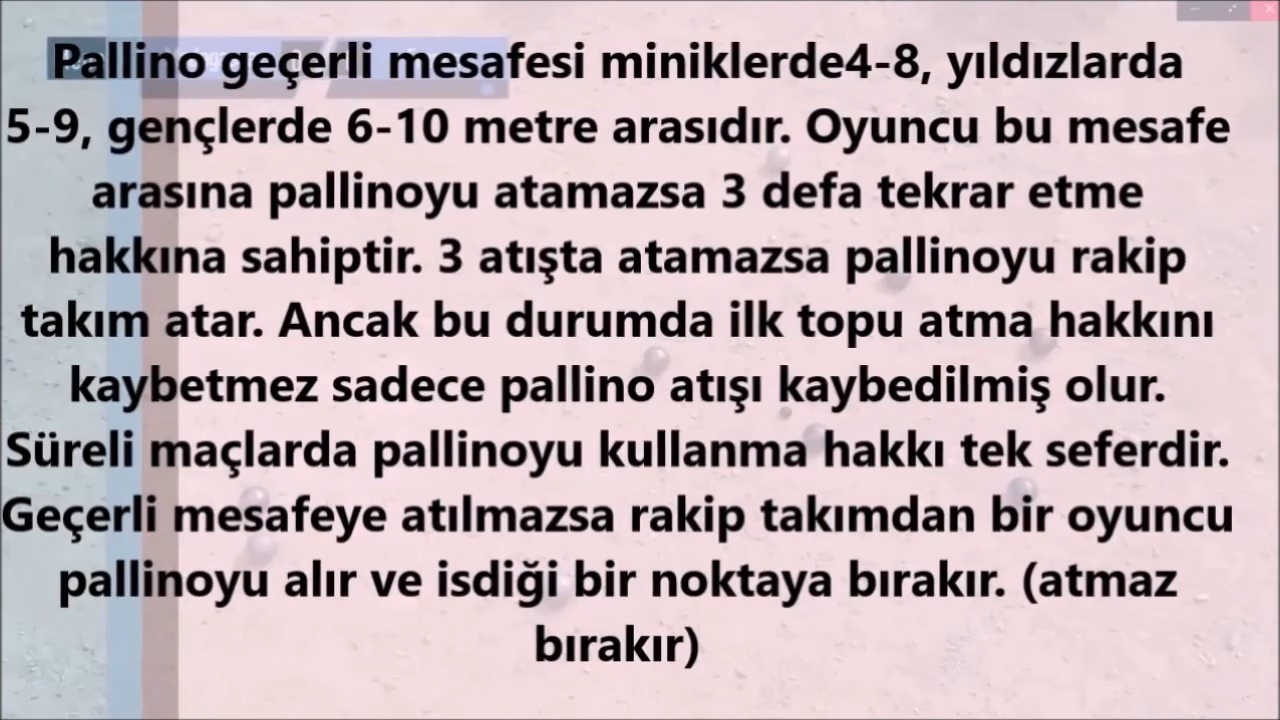 Pallino geçerli mesafesi miniklerde4-8, yıldızlarda
5-9, gençlerde 6-10 metre arasıdır. Oyuncu bu mesafe
arasına pallinoyu atamazsa 3 defa tekrar etme
hakkına sahiptir. 3 atışta atamazsa pallinoyu rakip
takım atar. Ancak bu durumda ilk topu atma hakkını
kaybetmez sadece pallino atışı kaybedilmiş olur.
Süreli maçlarda pallinoyu kullanma hakkı tek seferdir.
Geçerli mesafeye atılmazsa rakip takımdan bir oyuncu
pallinoyu alır ve isdiği bir noktaya bırakır. (atmaz
bırakır)